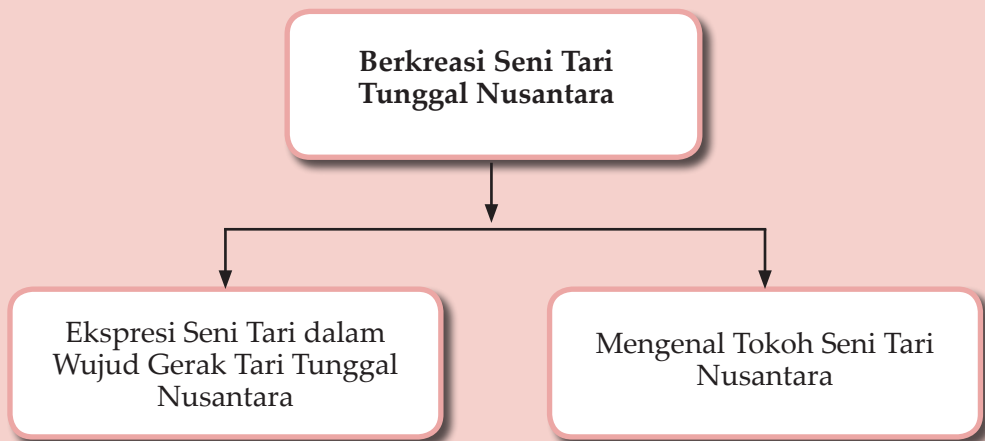 Berkreasi Seni Tari
Tunggal Nusantara
Ekspresi Seni Tari dalam
Wujud Gerak Tari Tunggal
Nusantara
Mengenal Tokoh Seni Tari
Nusantara